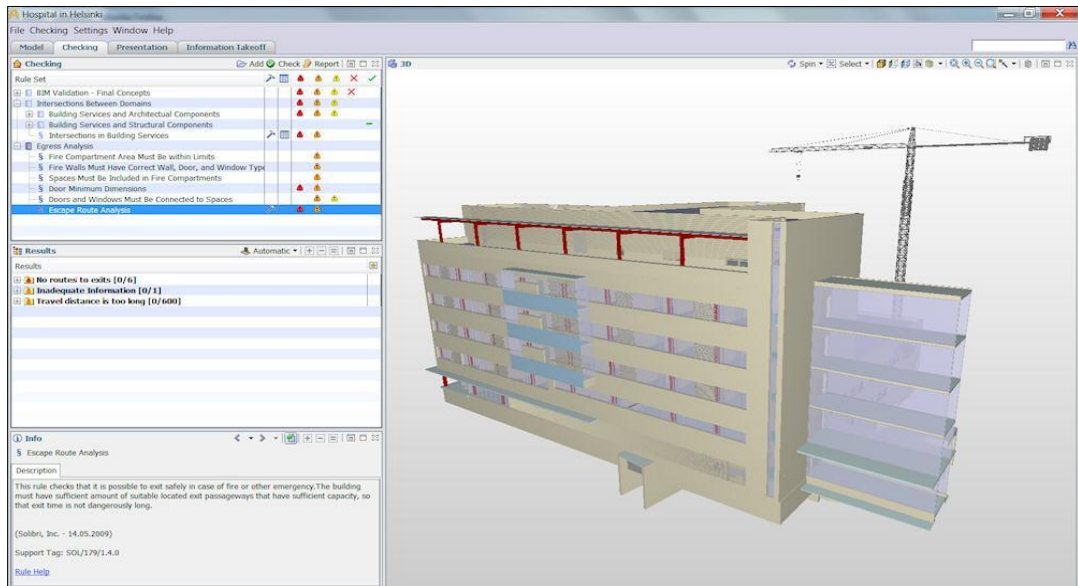 Hospital in Helsinki
File Checking Settings Window Help
Model Checking Presentation Information Takeoff
Checking Add Check Report
Rule Set
BIM Validation - Final Concepts
Intersections Between Domains
Building Services and Architectural Components
Building Services and Structural Components
§ Intersections in Building Services
Egress Analysis
§ Fire Compartment Area Must Be within Limits
§ Fire Walls Must Have Correct Wall, Door, and Window Type
§ Spaces Must Be Included in Fire Compartments
§ Door Minimum Dimensions
§ Doors and Windows Must Be Connected to Spaces
§ Escape Route Analysis
Results Automatic
Results
No routes to exits [0/6]
Inadequate Information [0/1]
Travel distance is too long [0/600]
Info
§ Escape Route Analysis
Description
This rule checks that it is possible to exit safely in case of fire or other emergency.The building
must have sufficient amount of suitable located exit passageways that have sufficient capacity, so
that exit time is not dangerously long.
(Solibri, Inc. - 14.05.2009)
Support Tag: SOL/179/1.4.0
Rule Help
3D Spin Select